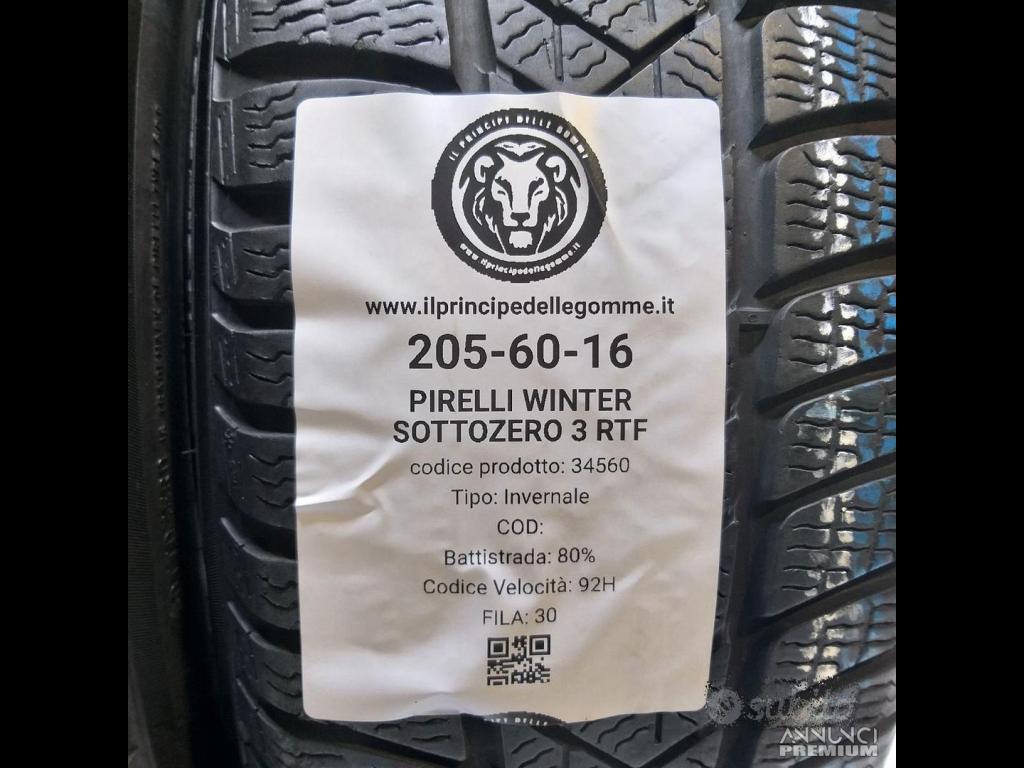 IL PRINCIPE DELLE GOMME
www.ilprincipedellegomme.it
www.ilprincipedellegomme.it
205-60-16
PIRELLI WINTER
SOTTOZERO 3 RTF
codice prodotto: 34560
Tipo: Invernale
COD:
Battistrada: 80%
Codice Velocità: 92H
FILA: 30
subito
ANNUNCI
PREMIUM